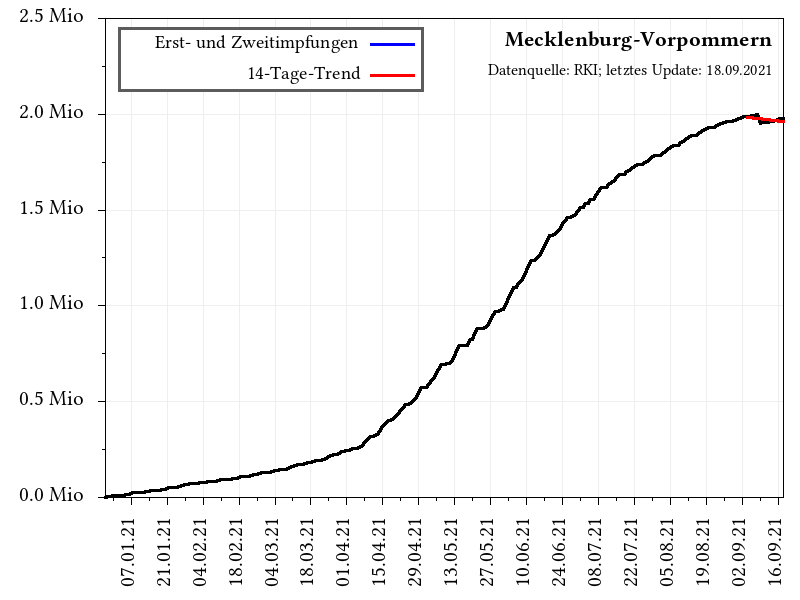 2.5 Mio
Erst- und Zweitimpfungen
14-Tage-Trend
Mecklenburg-Vorpommern
Datenquelle: RKI; letztes Update: 18.09.2021
2.0 Mio
1.5 Mio
1.0 Mio
0.5 Mio
0.0 Mio
07.01.21
21.01.21
04.02.21
18.02.21
04.03.21
18.03.21
01.04.21
15.04.21
29.04.21
13.05.21
27.05.21
10.06.21
24.06.21
08.07.21
22.07.21
05.08.21
19.08.21
02.09.21
16.09.21